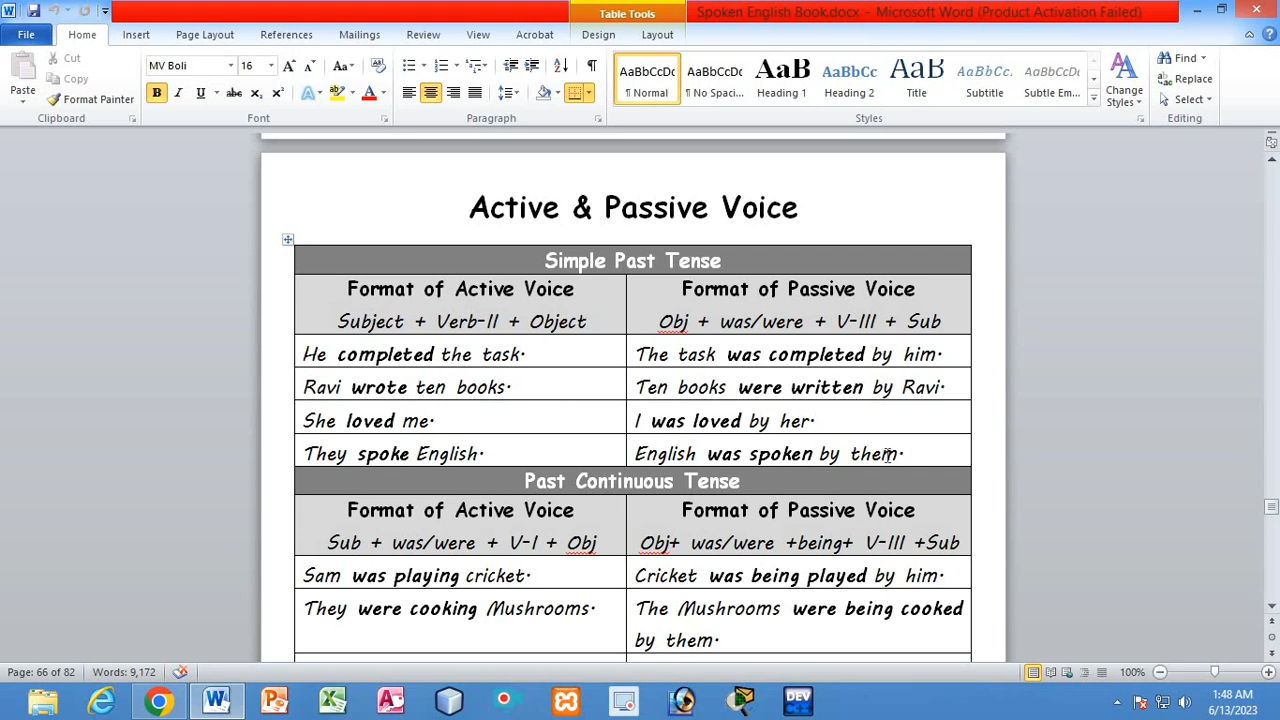 Table Tools
Spoken English Book.docx - Microsoft Word (Product Activation Failed)
File Home Insert Page Layout References Mailings Review View Acrobat Design Layout
Paste
Cut
Copy
Format Painter
Clipboard
MV Boli 16
Font
Paragraph
AaBbCcDc AaBbCcDc AaB AaBbCc AaB AaBbCc. AaBbCcDc
¶ Normal ¶ No Spaci... Heading 1 Heading 2 Title Subtitle Subtle Em...
Styles
Change Styles
Find
Replace
Select
Editing
Active & Passive Voice
Simple Past Tense
Format of Active Voice
Subject + Verb-II + Object
Format of Passive Voice
Obj + was/were + V-III + Sub
He completed the task.
The task was completed by him.
Ravi wrote ten books.
Ten books were written by Ravi.
She loved me.
I was loved by her.
They spoke English.
English was spoken by them.
Past Continuous Tense
Format of Active Voice
Sub + was/were + V-I + Obj
Format of Passive Voice
Obj+ was/were +being+ V-III +Sub
Sam was playing cricket.
Cricket was being played by him.
They were cooking Mushrooms.
The Mushrooms were being cooked
by them.
Page: 66 of 82 Words: 9,172 100%
1:48 AM
6/13/2023